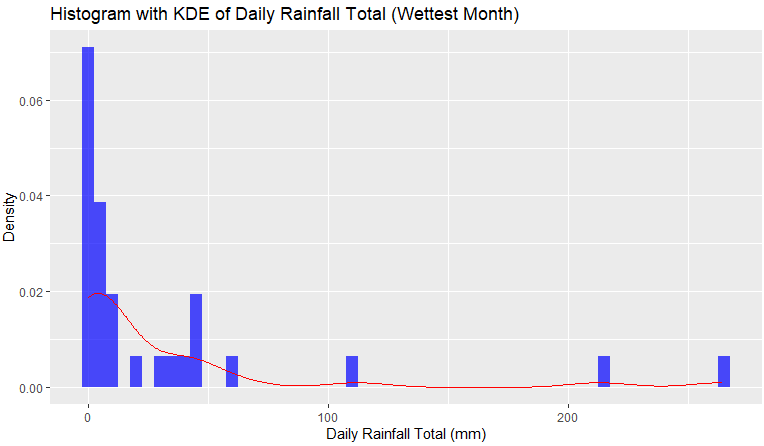 Histogram with KDE of Daily Rainfall Total (Wettest Month)
Density
0.06
0.04
0.02
0.00
0
100
200
Daily Rainfall Total (mm)